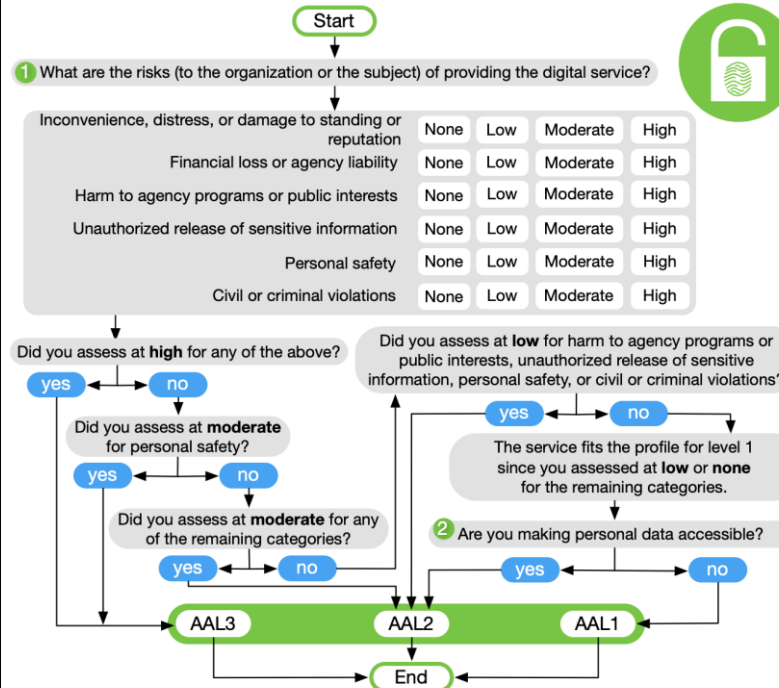 Start
1 What are the risks (to the organization or the subject) of providing the digital service?
Inconvenience, distress, or damage to standing or
reputation
None Low Moderate High
Financial loss or agency liability None Low Moderate High
Harm to agency programs or public interests None Low Moderate High
Unauthorized release of sensitive information None Low Moderate High
Personal safety None Low Moderate High
Civil or criminal violations None Low Moderate High
Did you assess at high for any of the above?
yes no
Did you assess at moderate
for personal safety?
yes no
Did you assess at moderate for any
of the remaining categories?
yes no
Did you assess at low for harm to agency programs or
public interests, unauthorized release of sensitive
information, personal safety, or civil or criminal violations?
yes no
The service fits the profile for level 1
since you assessed at low or none
for the remaining categories.
2 Are you making personal data accessible?
yes no
AAL3 AAL2 AAL1
End